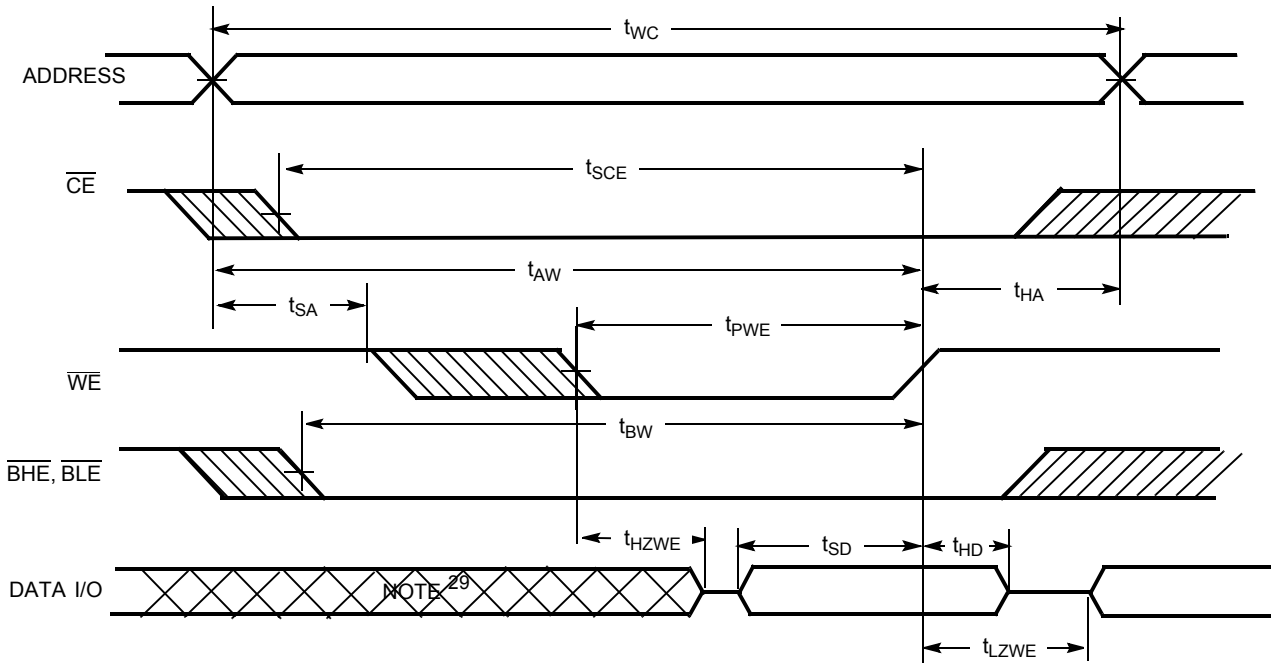 tWC
ADDRESS
tSCE
CE
tAW
tSA
tHA
tPWE
WE
tBW
BHE, BLE
tHZWE
tSD
tHD
DATA I/O
NOTE 29
tLZWE